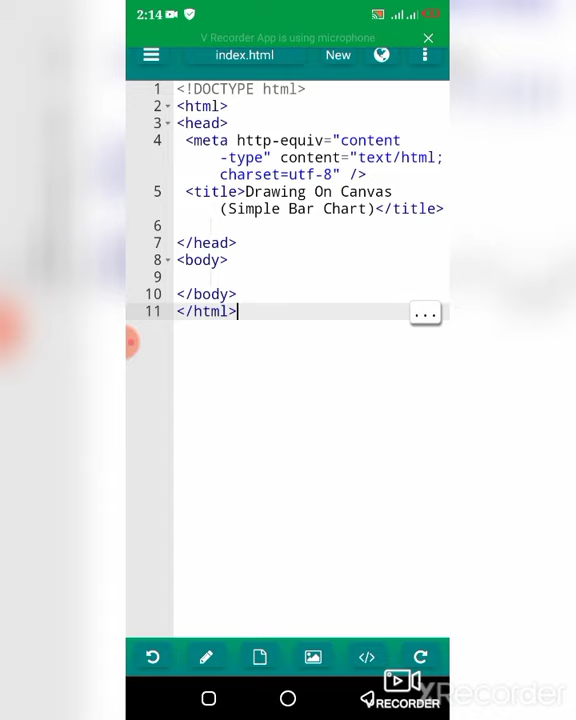 2:14
V Recorder App is using microphone
index.html New
1 <!DOCTYPE html>
2 <html>
3 <head>
4 <meta http-equiv="content
-type" content="text/html;
charset=utf-8" />
5 <title>Drawing On Canvas
(Simple Bar Chart)</title>
6
7 </head>
8 <body>
9
10 </body>
11 </html>
...
</>
VRECORDER
XRecorder